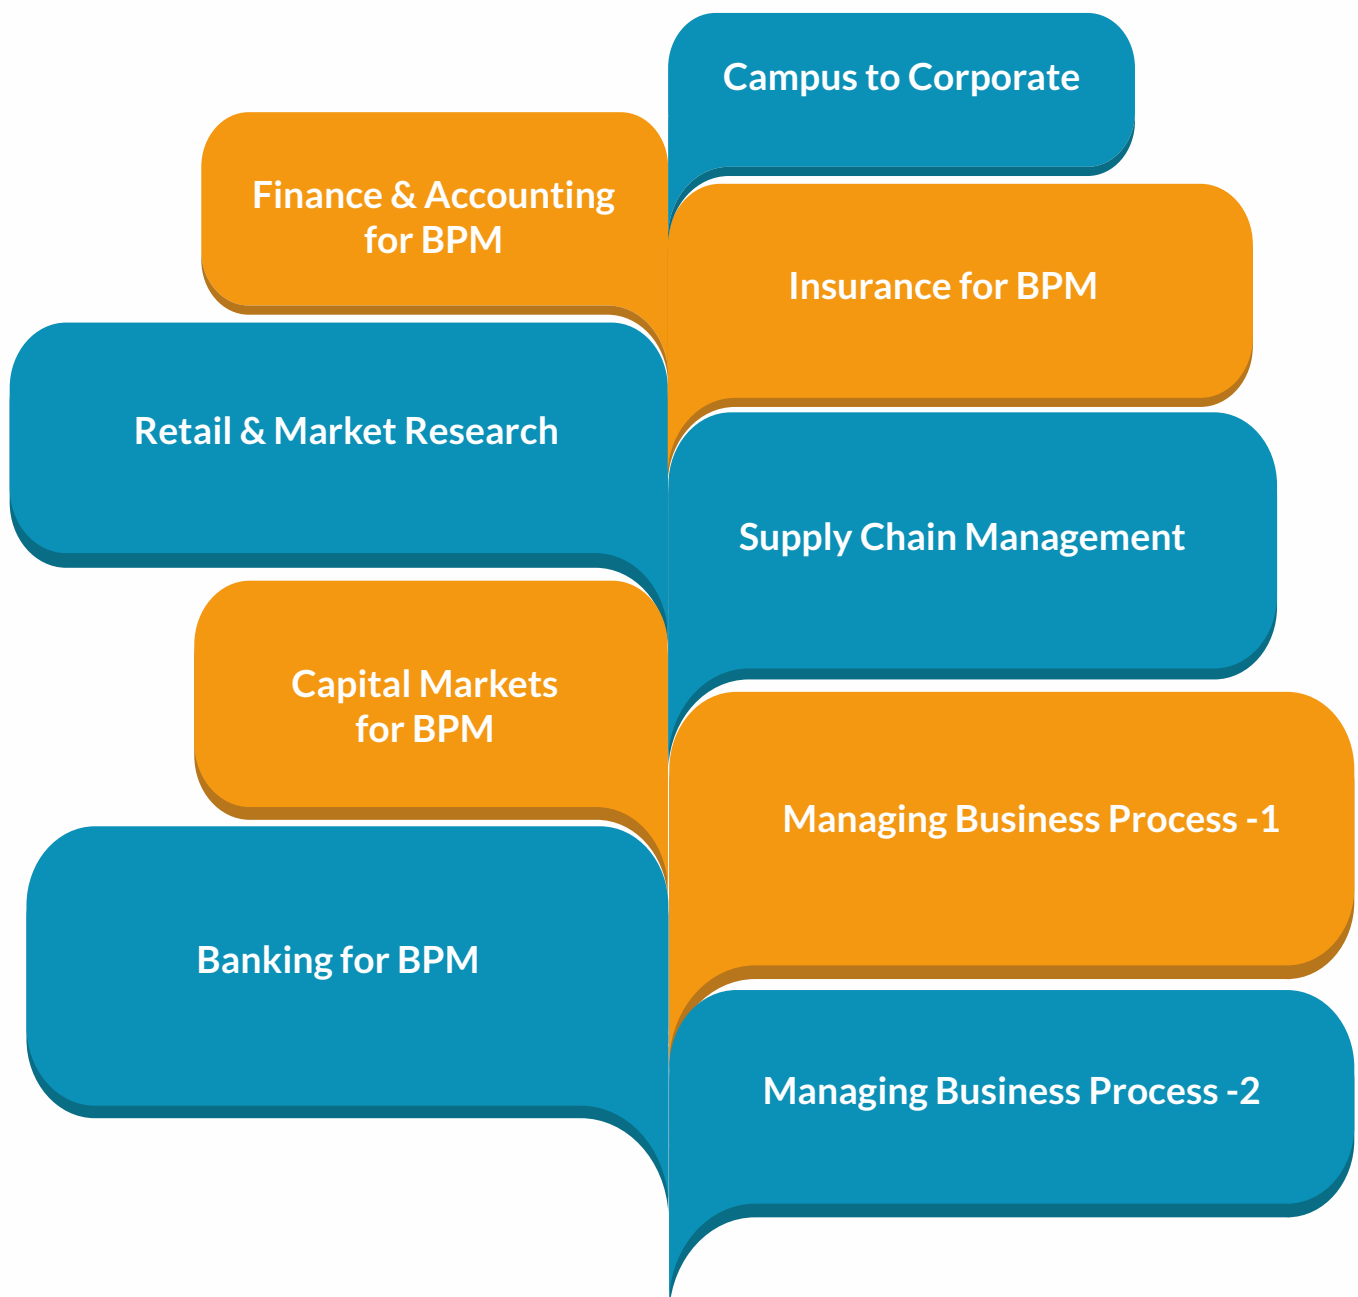 Campus to Corporate
Finance & Accounting
for BPM
Insurance for BPM
Retail & Market Research
Supply Chain Management
Capital Markets
for BPM
Managing Business Process -1
Banking for BPM
Managing Business Process -2